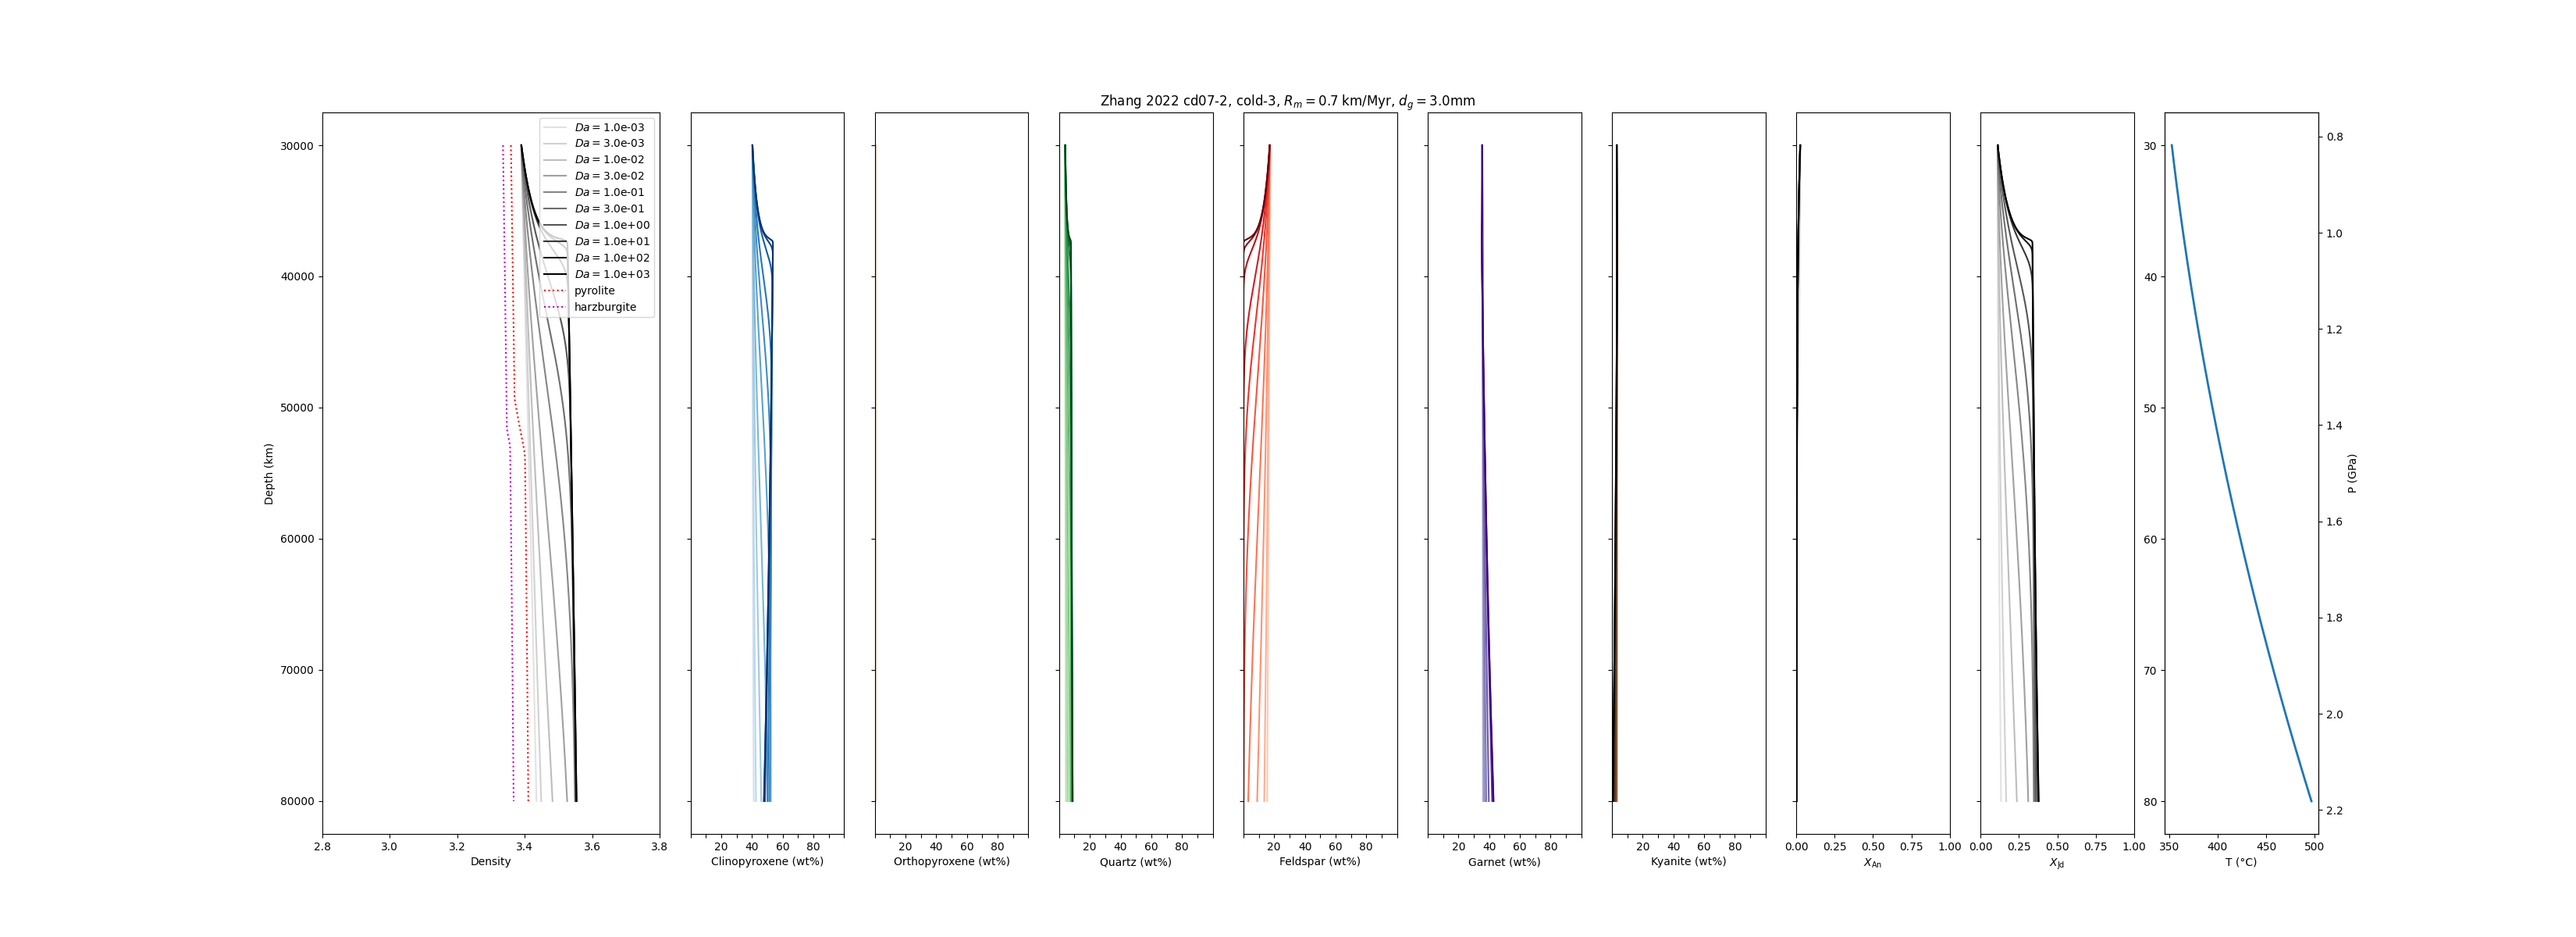 Zhang 2022 cd07-2, cold-3, R_m = 0.7 km/Myr, d_g = 3.0mm
Da = 1.0e-03
Da = 3.0e-03
Da = 1.0e-02
Da = 3.0e-02
Da = 1.0e-01
Da = 3.0e-01
Da = 1.0e+00
Da = 1.0e+01
Da = 1.0e+02
Da = 1.0e+03
pyrolite
harzburgite
Depth (km)
30000
40000
50000
60000
70000
80000
2.8 3.0 3.2 3.4 3.6 3.8
Density
20 40 60 80
Clinopyroxene (wt%)
20 40 60 80
Orthopyroxene (wt%)
20 40 60 80
Quartz (wt%)
20 40 60 80
Feldspar (wt%)
20 40 60 80
Garnet (wt%)
20 40 60 80
Kyanite (wt%)
0.00 0.25 0.50 0.75 1.00
X_An
0.00 0.25 0.50 0.75 1.00
X_Jd
30
40
50
60
70
80
350 400 450 500
T (°C)
0.8
1.0
1.2
1.4
1.6
1.8
2.0
2.2
P (GPa)